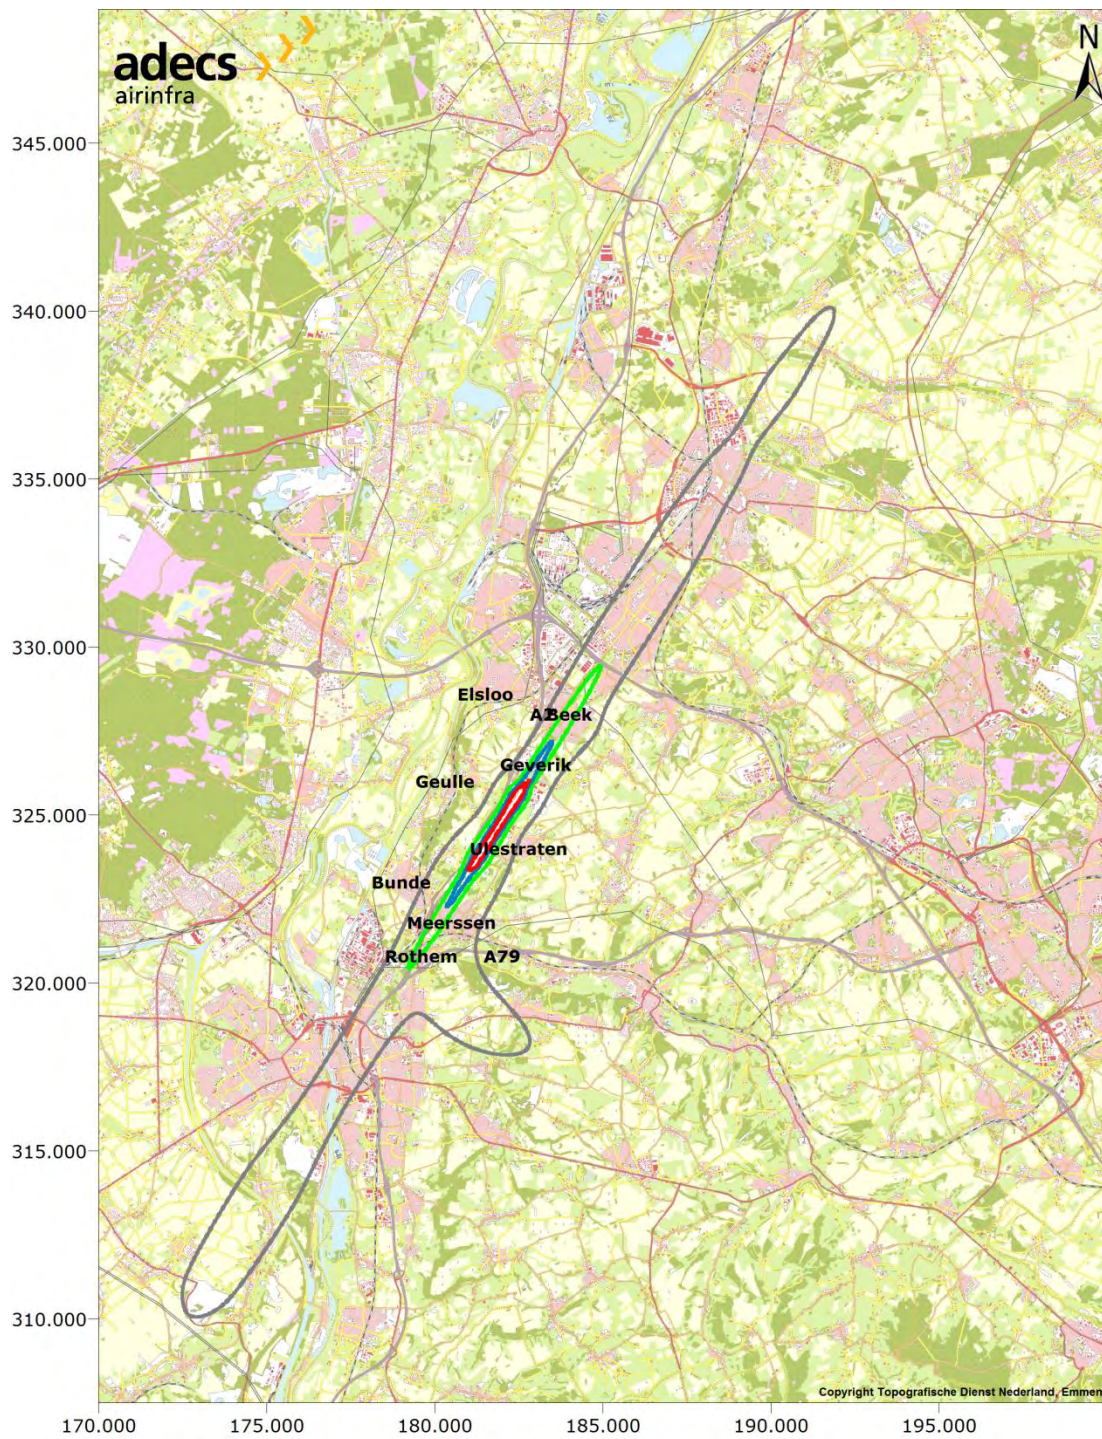 adecs
airinfra
N
345.000
340.000
335.000
330.000
Elsloo
A2 Beek
Geverik
Geulle
325.000
Ulestraten
Bunde
Meerssen
Rothem A79
320.000
315.000
310.000
Copyright Topografische Dienst Nederland, Emmen
170.000 175.000 180.000 185.000 190.000 195.000